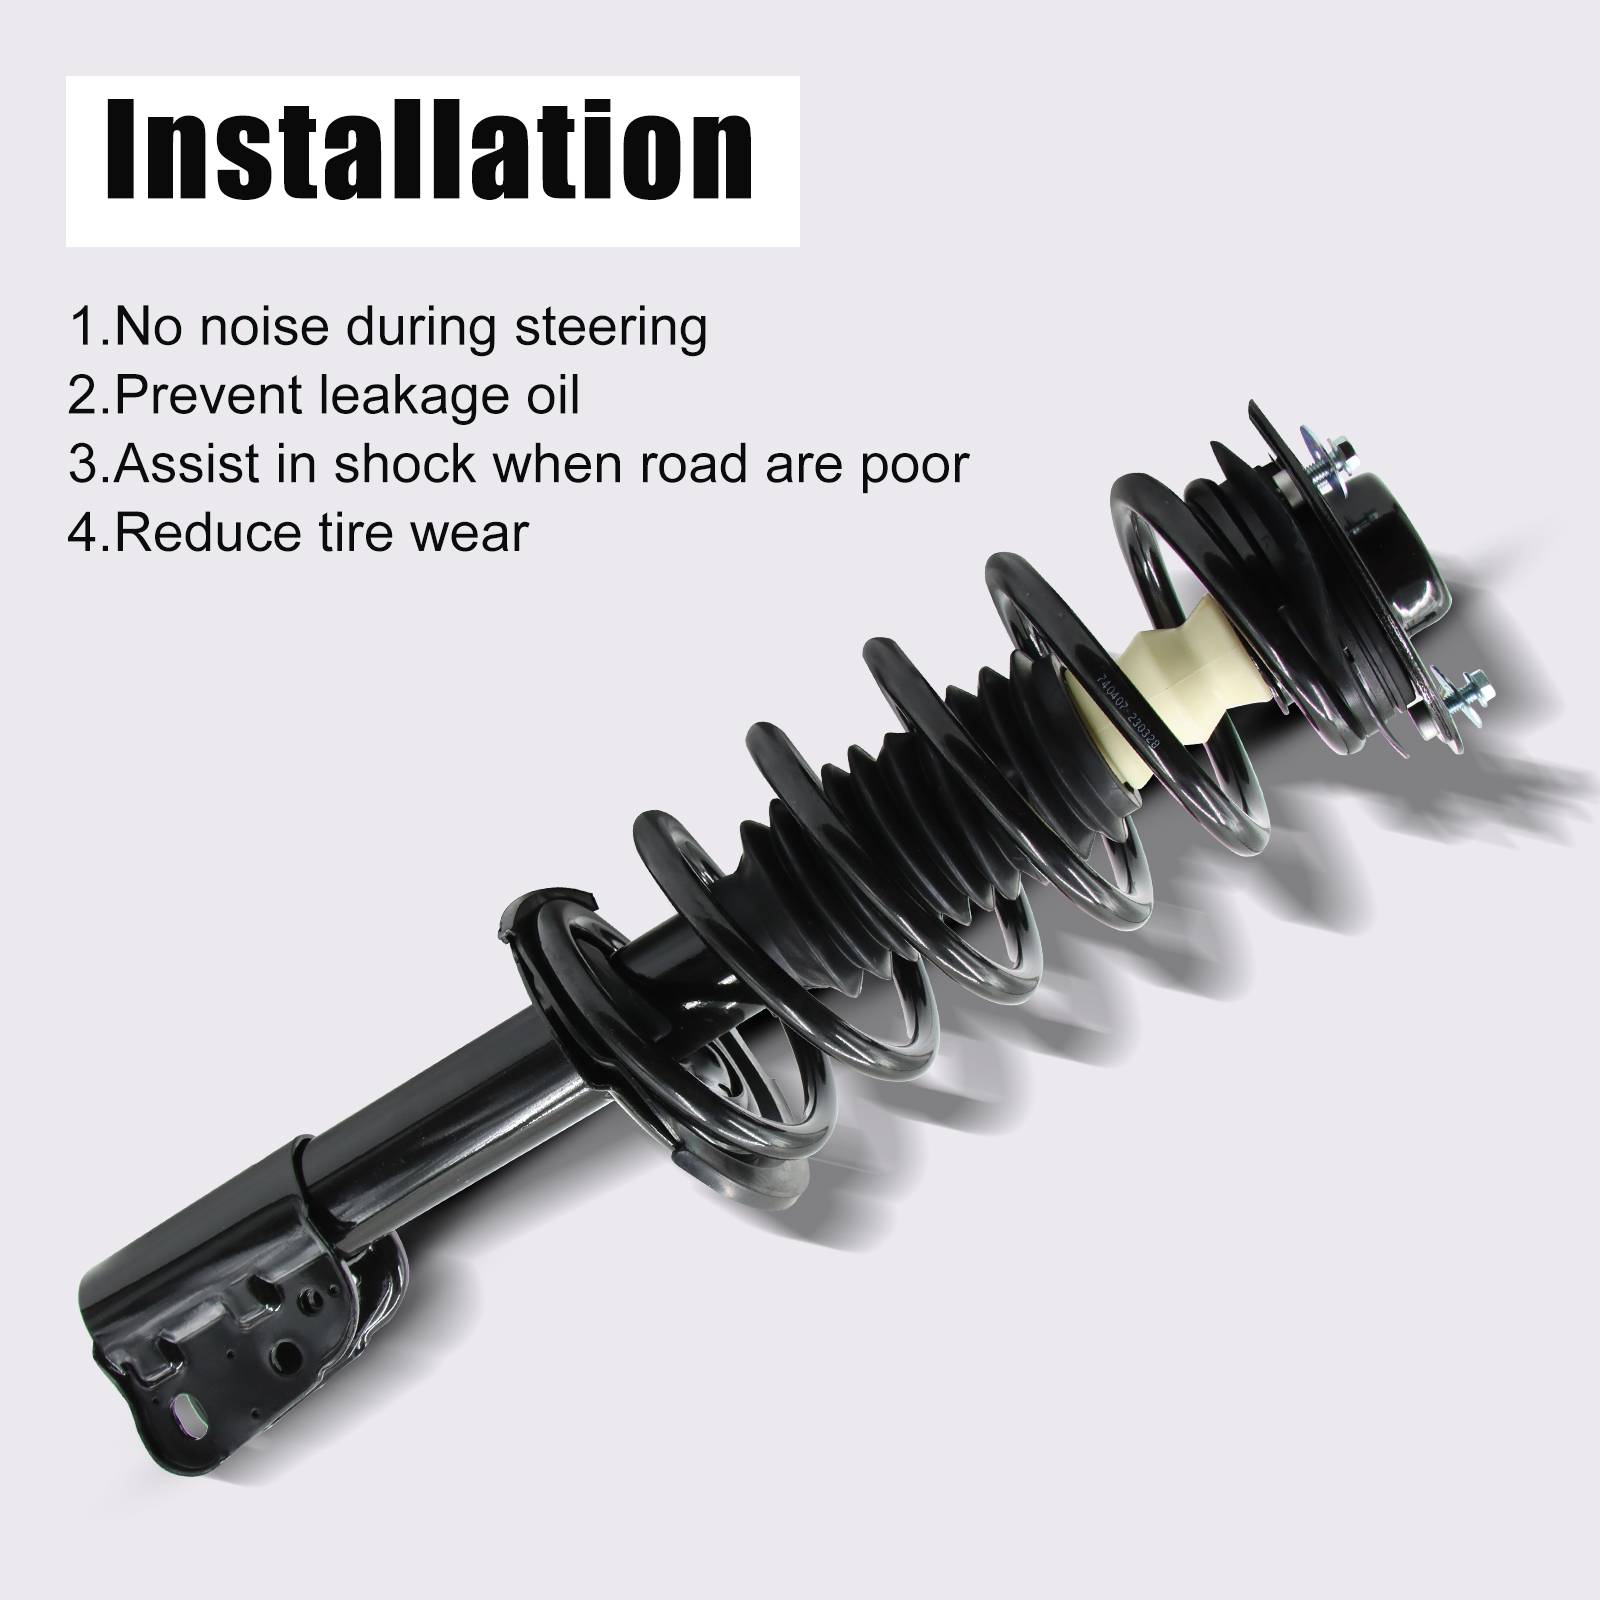 Installation
1.No noise during steering
2.Prevent leakage oil
3.Assist in shock when road are poor
4.Reduce tire wear
740407-230328